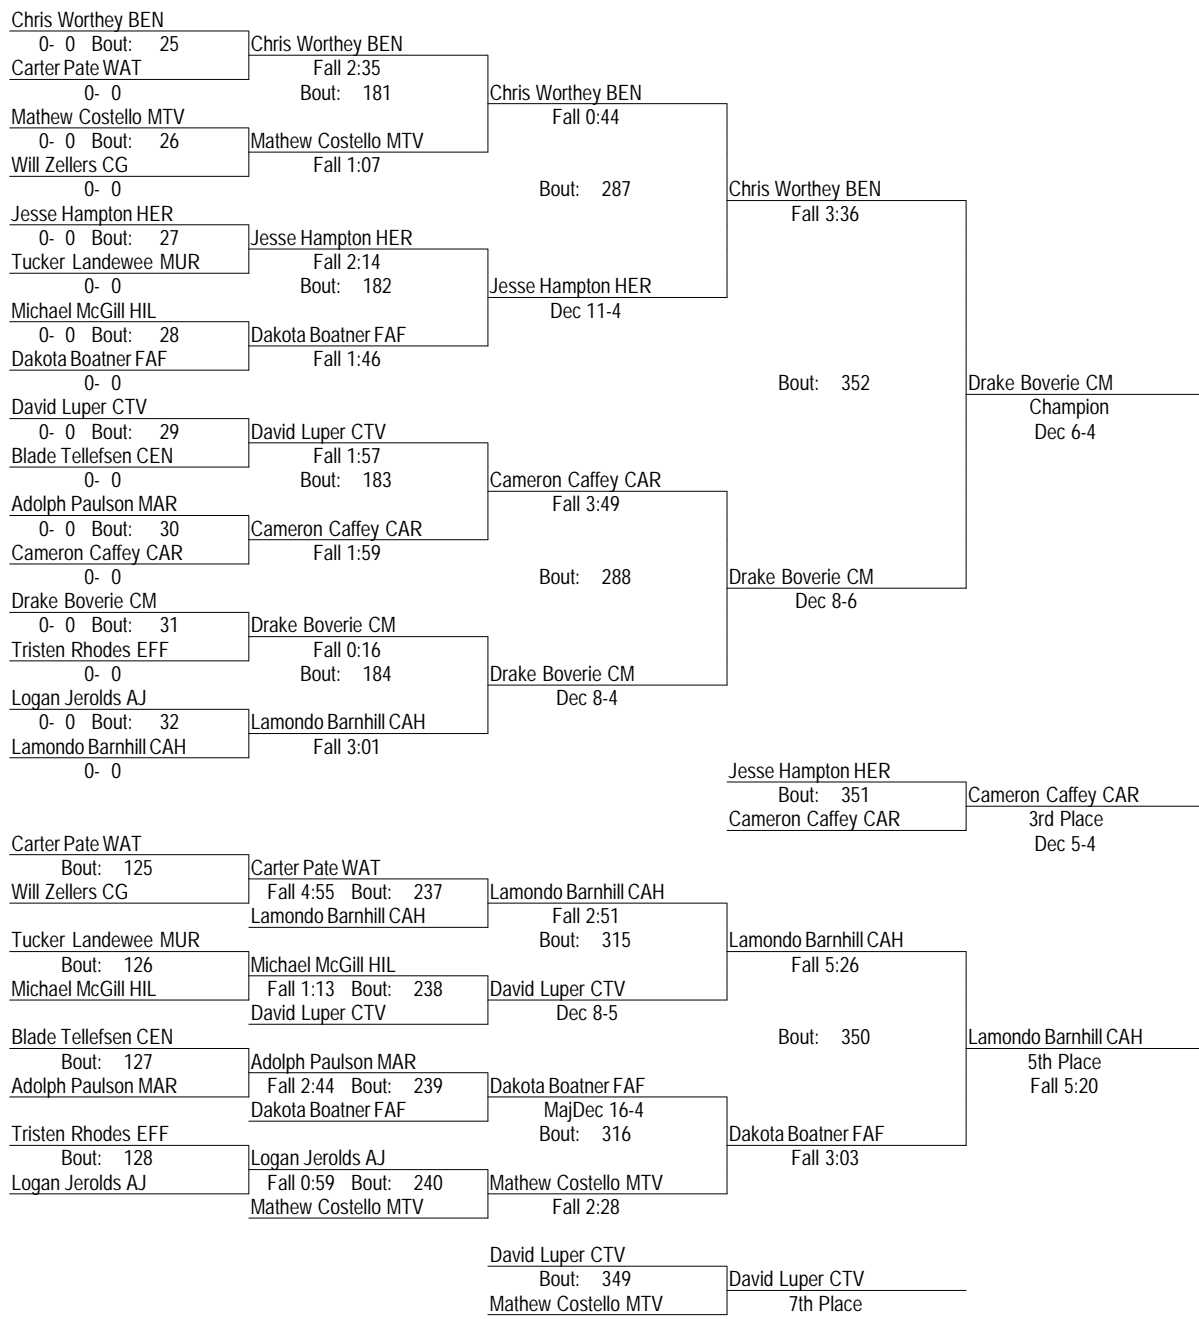 Chris Worthey BEN
0- 0 Bout: 25
Chris Worthey BEN
Carter Pate WAT
Fall 2:35
0- 0
Bout: 181
Chris Worthey BEN
Mathew Costello MTV
Fall 0:44
0- 0 Bout: 26
Mathew Costello MTV
Will Zellers CG
Fall 1:07
0- 0
Bout: 287
Chris Worthey BEN
Jesse Hampton HER
Fall 3:36
0- 0 Bout: 27
Jesse Hampton HER
Tucker Landewee MUR
Fall 2:14
0- 0
Bout: 182
Jesse Hampton HER
Michael McGill HIL
Dec 11-4
0- 0 Bout: 28
Dakota Boatner FAF
Dakota Boatner FAF
Fall 1:46
0- 0
Bout: 352
Drake Boverie CM
David Luper CTV
Champion
0- 0 Bout: 29
David Luper CTV
Dec 6-4
Blade Tellefsen CEN
Fall 1:57
0- 0
Bout: 183
Cameron Caffey CAR
Adolph Paulson MAR
Fall 3:49
0- 0 Bout: 30
Cameron Caffey CAR
Cameron Caffey CAR
Fall 1:59
0- 0
Bout: 288
Drake Boverie CM
Drake Boverie CM
Dec 8-6
0- 0 Bout: 31
Drake Boverie CM
Tristen Rhodes EFF
Fall 0:16
0- 0
Bout: 184
Drake Boverie CM
Logan Jerolds AJ
Dec 8-4
0- 0 Bout: 32
Lamondo Barnhill CAH
Lamondo Barnhill CAH
Fall 3:01
0- 0
Jesse Hampton HER
Bout: 351
Cameron Caffey CAR
Cameron Caffey CAR
3rd Place
Dec 5-4
Carter Pate WAT
Bout: 125
Carter Pate WAT
Will Zellers CG
Fall 4:55 Bout: 237
Lamondo Barnhill CAH
Lamondo Barnhill CAH
Fall 2:51
Tucker Landewee MUR
Bout: 315
Lamondo Barnhill CAH
Bout: 126
Michael McGill HIL
Fall 5:26
Michael McGill HIL
Fall 1:13 Bout: 238
David Luper CTV
David Luper CTV
Dec 8-5
Blade Tellefsen CEN
Bout: 350
Lamondo Barnhill CAH
Bout: 127
Adolph Paulson MAR
5th Place
Adolph Paulson MAR
Fall 2:44 Bout: 239
Dakota Boatner FAF
Fall 5:20
Dakota Boatner FAF
MajDec 16-4
Tristen Rhodes EFF
Bout: 316
Dakota Boatner FAF
Bout: 128
Logan Jerolds AJ
Fall 3:03
Logan Jerolds AJ
Fall 0:59 Bout: 240
Mathew Costello MTV
Mathew Costello MTV
Fall 2:28
David Luper CTV
Bout: 349
David Luper CTV
Mathew Costello MTV
7th Place